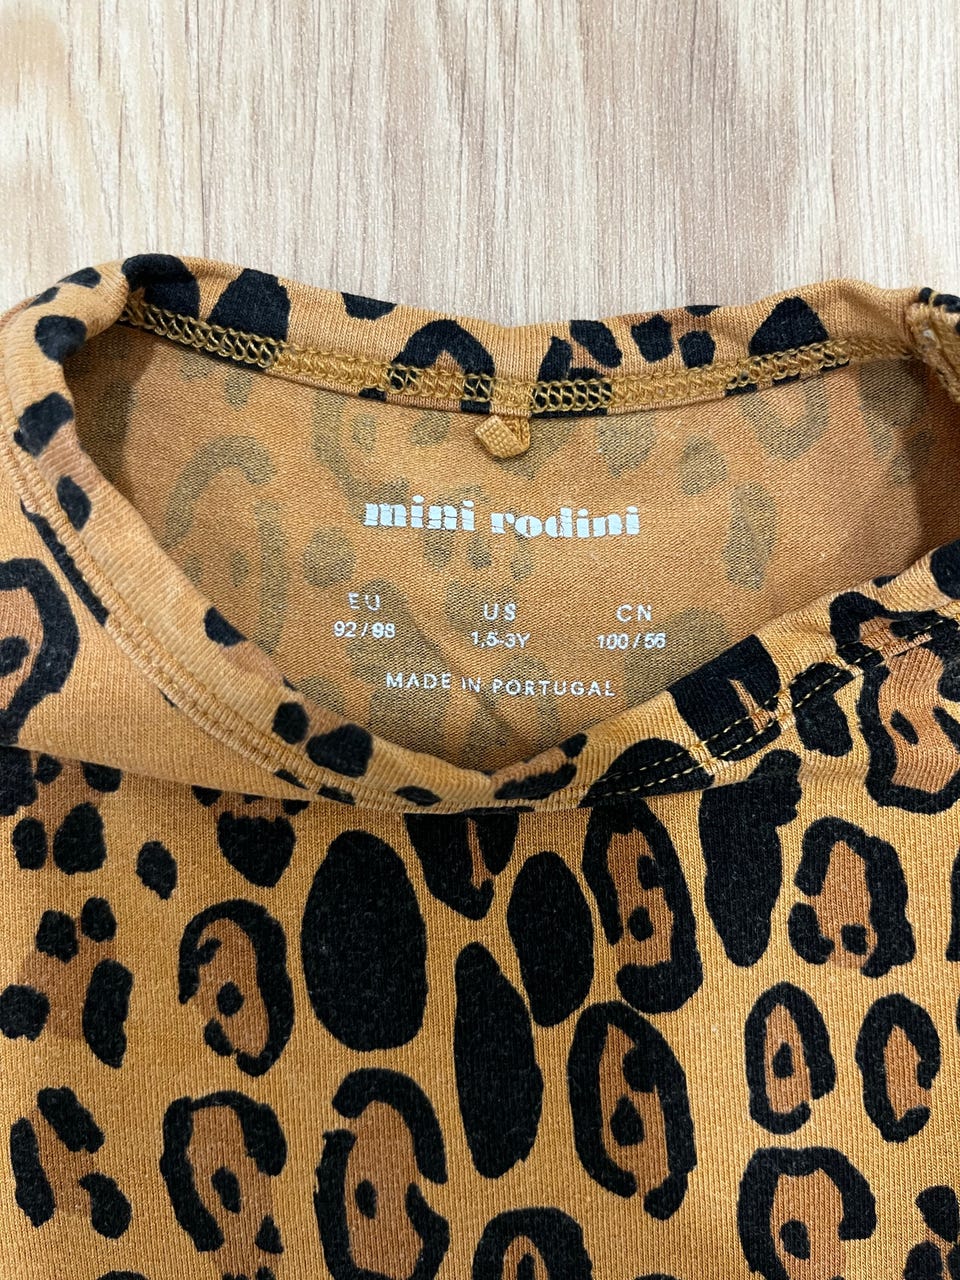 mini rodini
EU US CN
92/98 1,5-3Y 100/56
MADE IN PORTUGAL